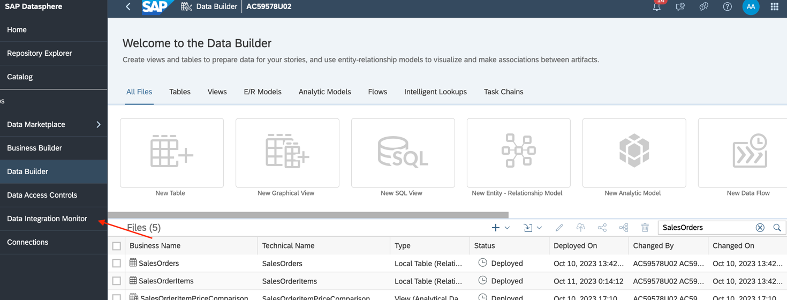 SAP Datasphere
SAP
Data Builder
AC59578U02
AA
Home
Repository Explorer
Catalog
Data Marketplace
Business Builder
Data Builder
Data Access Controls
Data Integration Monitor
Connections
Welcome to the Data Builder
Create views and tables to prepare data for your stories, and use entity-relationship models to visualize and make associations between artifacts.
All Files Tables Views E/R Models Analytic Models Flows Intelligent Lookups Task Chains
SQL
New Table New Graphical View New SQL View New Entity - Relationship Model New Analytic Model New Data Flow
Files (5) SalesOrders
Business Name Technical Name Type Status Deployed On Changed By Changed On
SalesOrders SalesOrders Local Table (Relati... Deployed Oct 10, 2023 13:42... AC59578U02 AC59... Oct 10, 2023 13:42...
SalesOrderItems SalesOrderItems Local Table (Relati... Deployed Oct 11, 2023 0:14:12 AC59578U02 AC59... Oct 11, 2023 0:14:12
SalesOrderItemPriceComparison SalesOrderItemPriceComparison View (Analytical Da... Deployed Oct 10, 2023 17:10... AC59578U02 AC59... Oct 10, 2023 17:10...